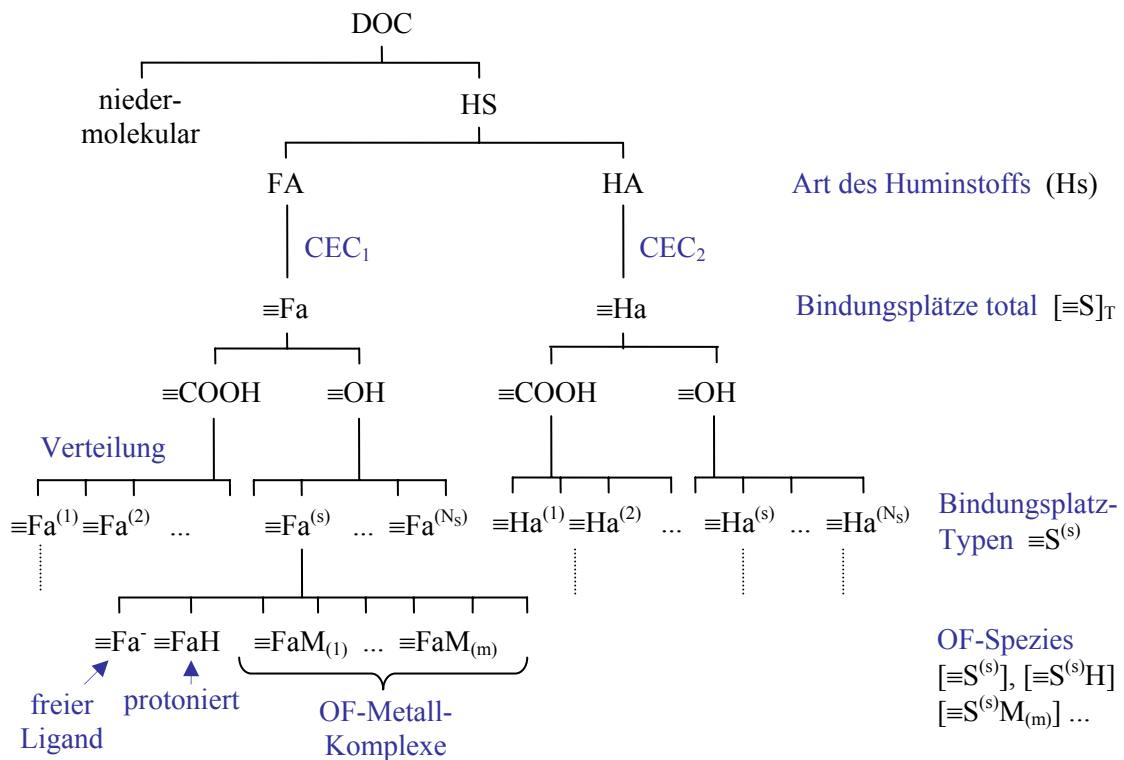 DOC
nieder-
molekular
HS
FA HA Art des Huminstoffs (Hs)
CEC₁ CEC₂
≡Fa ≡Ha Bindungsplätze total [≡S]T
≡COOH ≡OH ≡COOH ≡OH
Verteilung
≡Fa⁽¹⁾ ≡Fa⁽²⁾ ... ≡Fa⁽ˢ⁾ ... ≡Fa^(N_S) ≡Ha⁽¹⁾ ≡Ha⁽²⁾ ... ≡Ha⁽ˢ⁾ ... ≡Ha^(N_S) Bindungsplatz-
Typen ≡S⁽ˢ⁾
≡Fa⁻ ≡FaH ≡FaM₍₁₎ ... ≡FaM₍ₘ₎ OF-Spezies
[≡S⁽ˢ⁾], [≡S⁽ˢ⁾H]
[≡S⁽ˢ⁾M₍ₘ₎] ...
freier
Ligand
protoniert
OF-Metall-
Komplexe